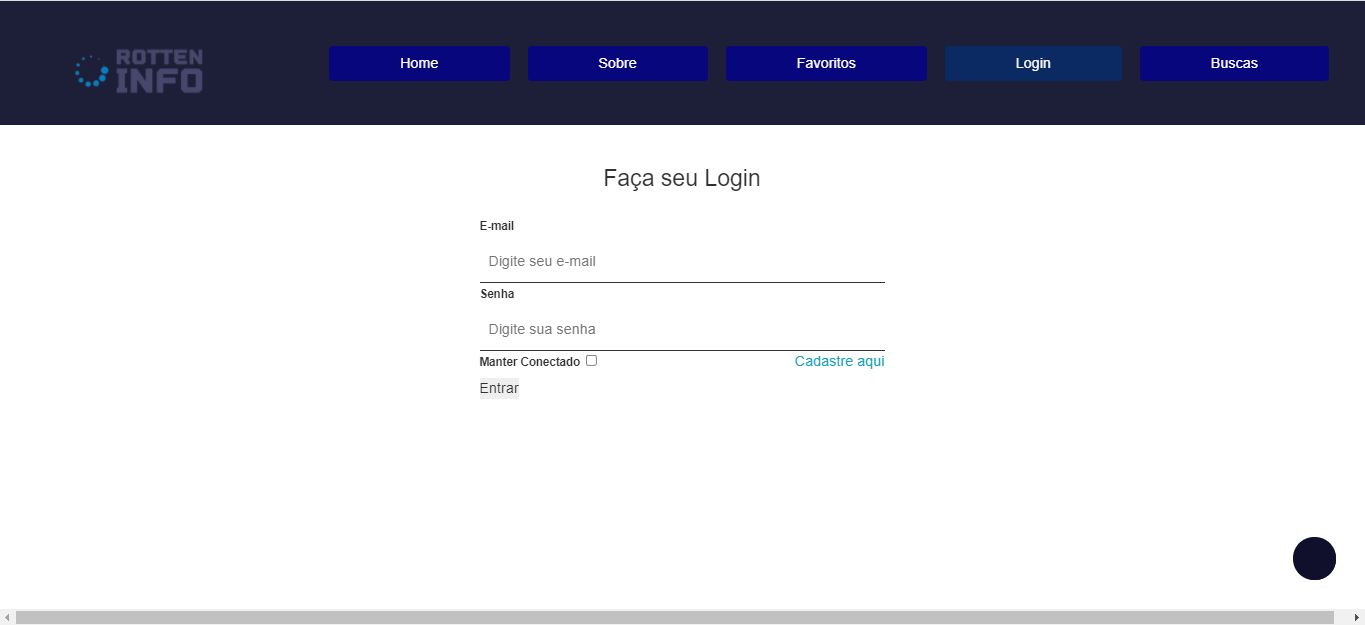 ROTTEN
INFO
Home Sobre Favoritos Login Buscas
Faça seu Login
E-mail
Digite seu e-mail
Senha
Digite sua senha
Manter Conectado Cadastre aqui
Entrar